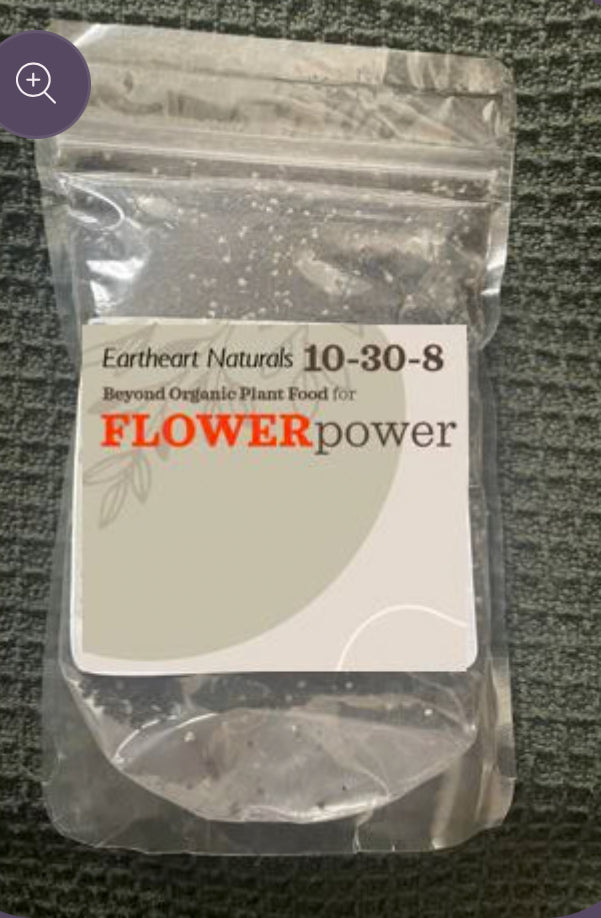 Eartheart Naturals 10-30-8
Beyond Organic Plant Food for
FLOWERpower